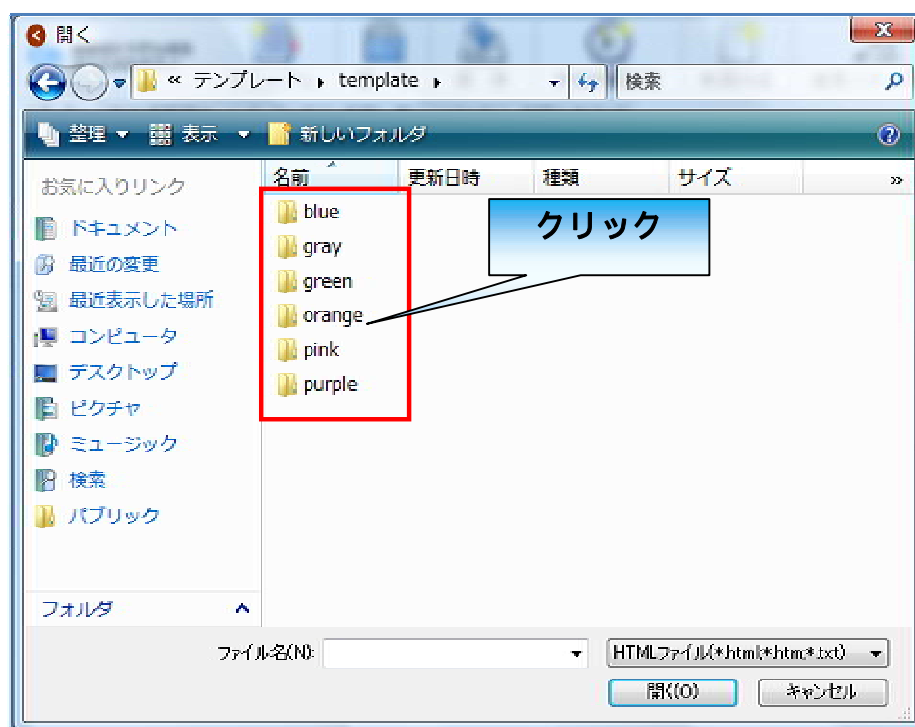 開く
« テンプレート ▸ template ▸
検索
整理 ▼ 表示 ▼ 新しいフォルダ
お気に入りリンク
ドキュメント
最近の変更
最近表示した場所
コンピュータ
デスクトップ
ピクチャ
ミュージック
検索
パブリック
フォルダ
名前 更新日時 種類 サイズ »
blue
gray
green
orange
pink
purple
クリック
ファイル名(N):
HTMLファイル(*.html;*.htm;*.txt)
開く(O) キャンセル